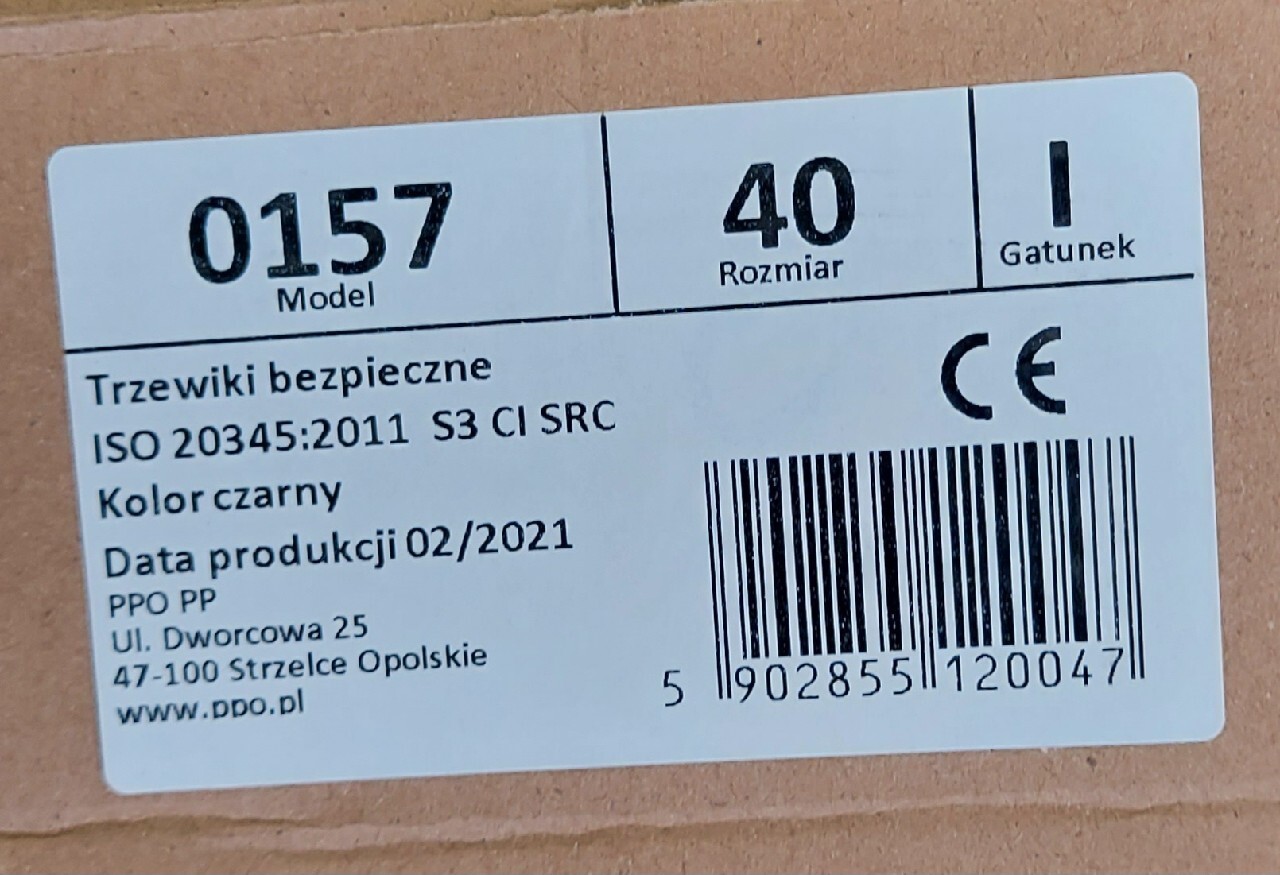 0157
Model
40
Rozmiar
I
Gatunek
Trzewiki bezpieczne
ISO 20345:2011 S3 CI SRC
Kolor czarny
Data produkcji 02/2021
PPO PP
Ul. Dworcowa 25
47-100 Strzelce Opolskie
www.ppo.pl
CE
5 902855 120047